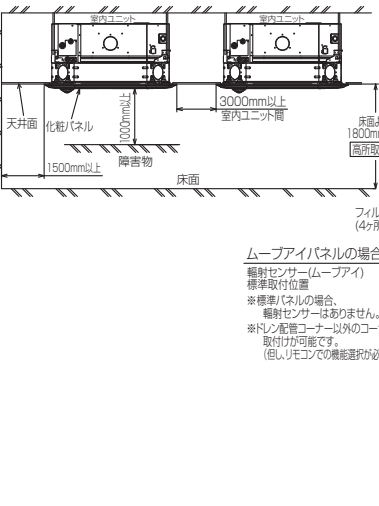 室内ユニット
室内ユニット
3000mm以上
室内ユニット間
天井面
化粧パネル
1000mm以上
床面
1800mm
高所取
1500mm以上
障害物
床面
フィル
(4ヶ所
ムーブアイパネルの場合
輻射センサー(ムーブアイ)
標準取付位置
※標準パネルの場合、
輻射センサーはありません。
※ドレン配管コーナー以外のコー
取付けが可能です。
(但し、リモコンでの機能選択が必